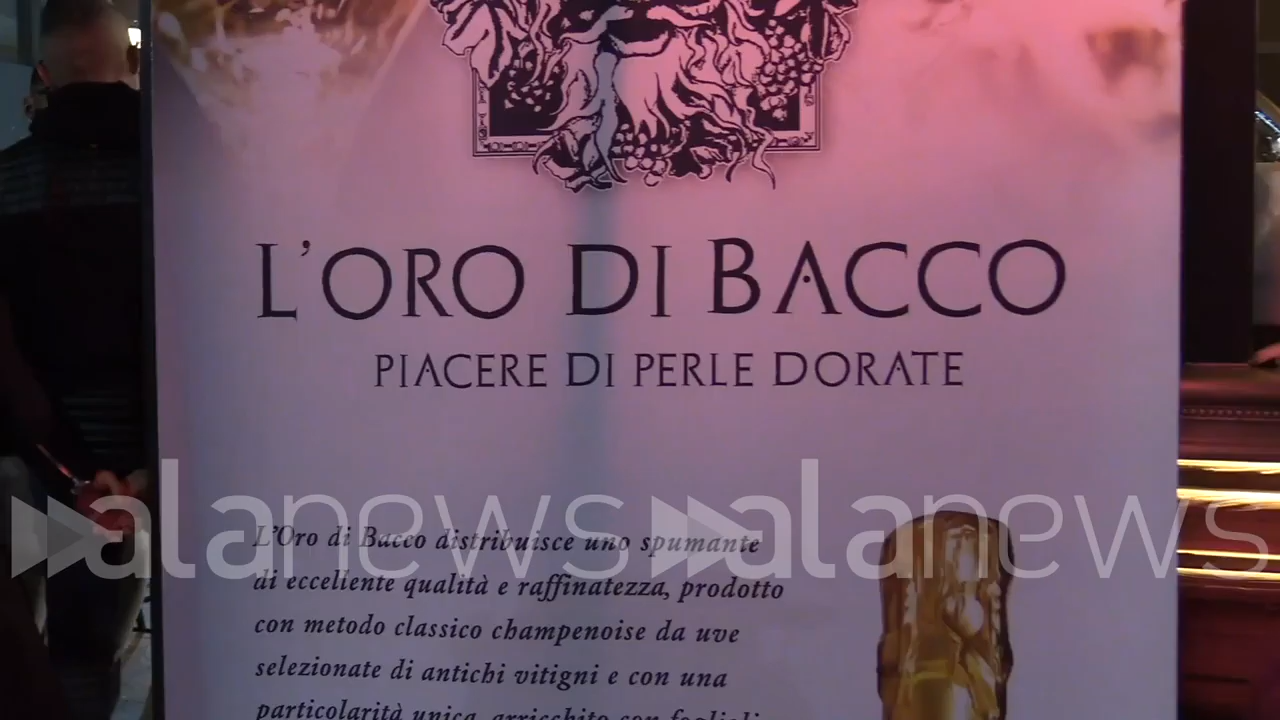 L'ORO DI BACCO
PIACERE DI PERLE DORATE
alanews alanews
L'Oro di Bacco distribuisce uno spumante
di eccellente qualità e raffinatezza, prodotto
con metodo classico champenoise da uve
selezionate di antichi vitigni e con una
particolarità unica, arricchito con